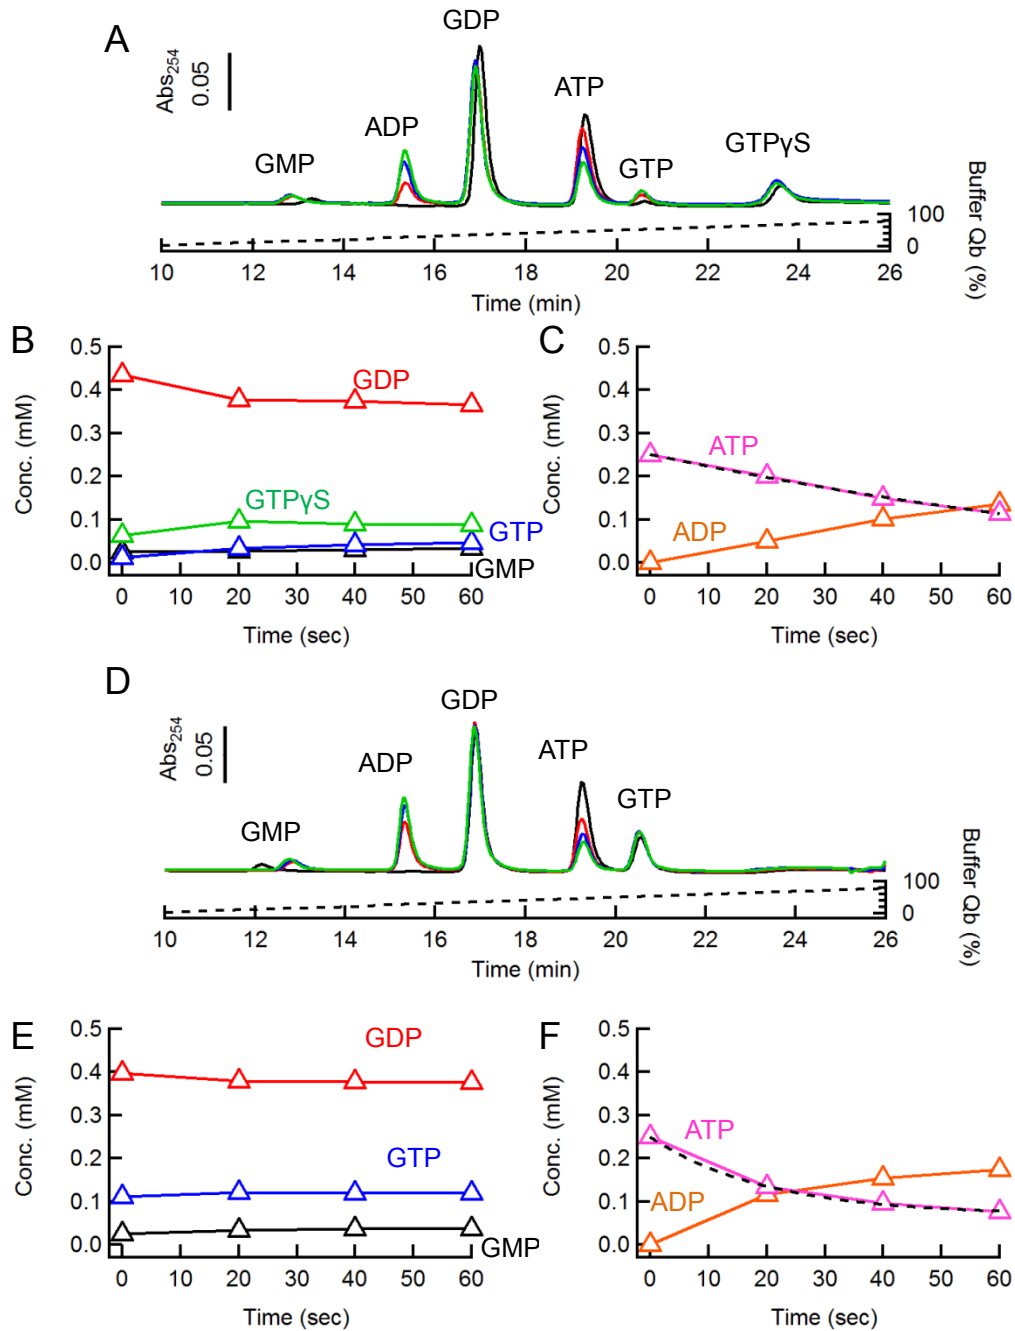 A
Abs254
0.05
GMP
ADP
GDP
ATP
GTP
GTPγS
Buffer Qb (%)
100
0
10 12 14 16 18 20 22 24 26
Time (min)
B
Conc. (mM)
0.5
0.4
0.3
0.2
0.1
0.0
GDP
GTPγS
GTP
GMP
0 10 20 30 40 50 60
Time (sec)
C
Conc. (mM)
0.5
0.4
0.3
0.2
0.1
0.0
ATP
ADP
0 10 20 30 40 50 60
Time (sec)
D
Abs254
0.05
GMP
ADP
GDP
ATP
GTP
Buffer Qb (%)
100
0
10 12 14 16 18 20 22 24 26
Time (min)
E
Conc. (mM)
0.5
0.4
0.3
0.2
0.1
0.0
GDP
GTP
GMP
0 10 20 30 40 50 60
Time (sec)
F
Conc. (mM)
0.5
0.4
0.3
0.2
0.1
0.0
ATP
ADP
0 10 20 30 40 50 60
Time (sec)